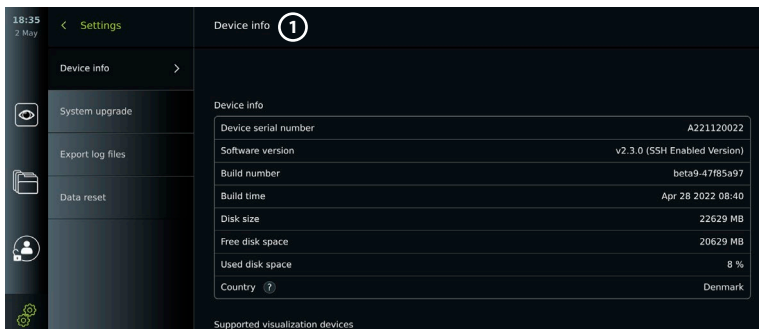 18:35
2 May
Settings
Device info
1
Device info
System upgrade
Export log files
Data reset
Device info
Device serial number A221120022
Software version v2.3.0 (SSH Enabled Version)
Build number beta9-47f85a97
Build time Apr 28 2022 08:40
Disk size 22629 MB
Free disk space 20629 MB
Used disk space 8 %
Country ? Denmark
Supported visualization devices